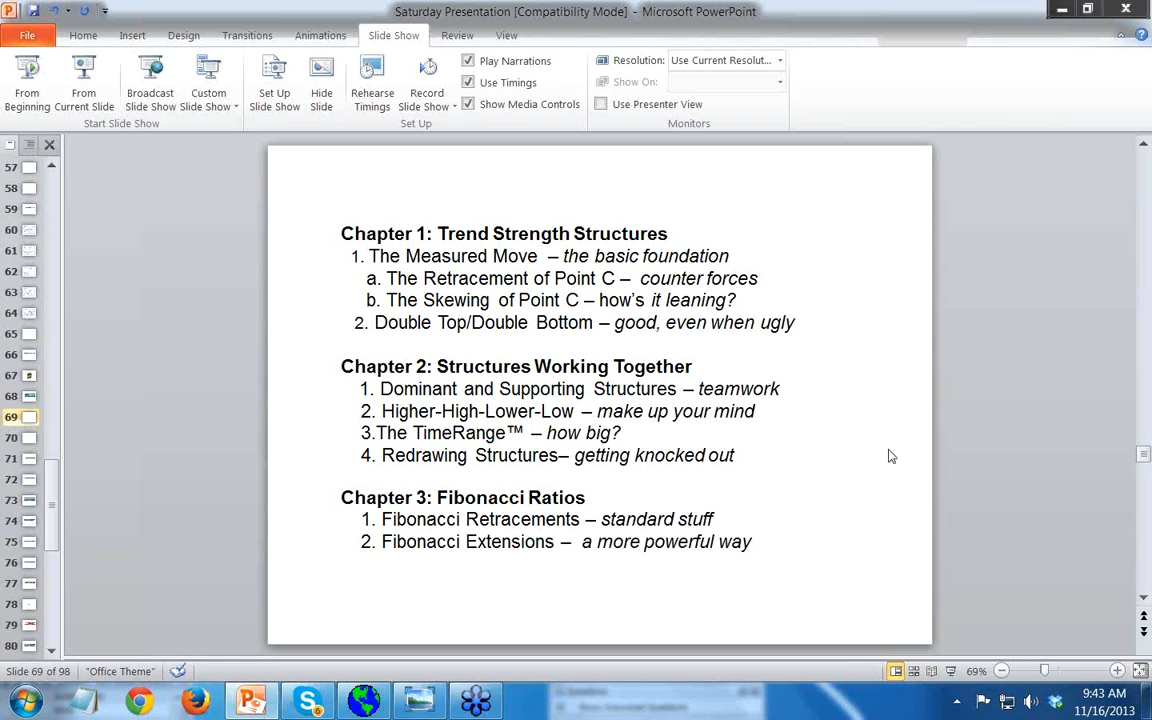 Saturday Presentation [Compatibility Mode] - Microsoft PowerPoint
File Home Insert Design Transitions Animations Slide Show Review View
From Beginning
From Current Slide
Broadcast Slide Show
Custom Slide Show
Start Slide Show
Set Up Slide Show
Hide Slide
Rehearse Timings
Record Slide Show
Play Narrations
Use Timings
Show Media Controls
Set Up
Resolution: Use Current Resolut...
Show On:
Use Presenter View
Monitors
57
58
59
60
61
62
63
64
65
66
67
68
69
70
71
72
73
74
75
76
77
78
79
80
Chapter 1: Trend Strength Structures
1. The Measured Move – the basic foundation
a. The Retracement of Point C – counter forces
b. The Skewing of Point C – how's it leaning?
2. Double Top/Double Bottom – good, even when ugly
Chapter 2: Structures Working Together
1. Dominant and Supporting Structures – teamwork
2. Higher-High-Lower-Low – make up your mind
3.The TimeRange™ – how big?
4. Redrawing Structures– getting knocked out
Chapter 3: Fibonacci Ratios
1. Fibonacci Retracements – standard stuff
2. Fibonacci Extensions – a more powerful way
Slide 69 of 98 "Office Theme" 69%
9:43 AM
11/16/2013